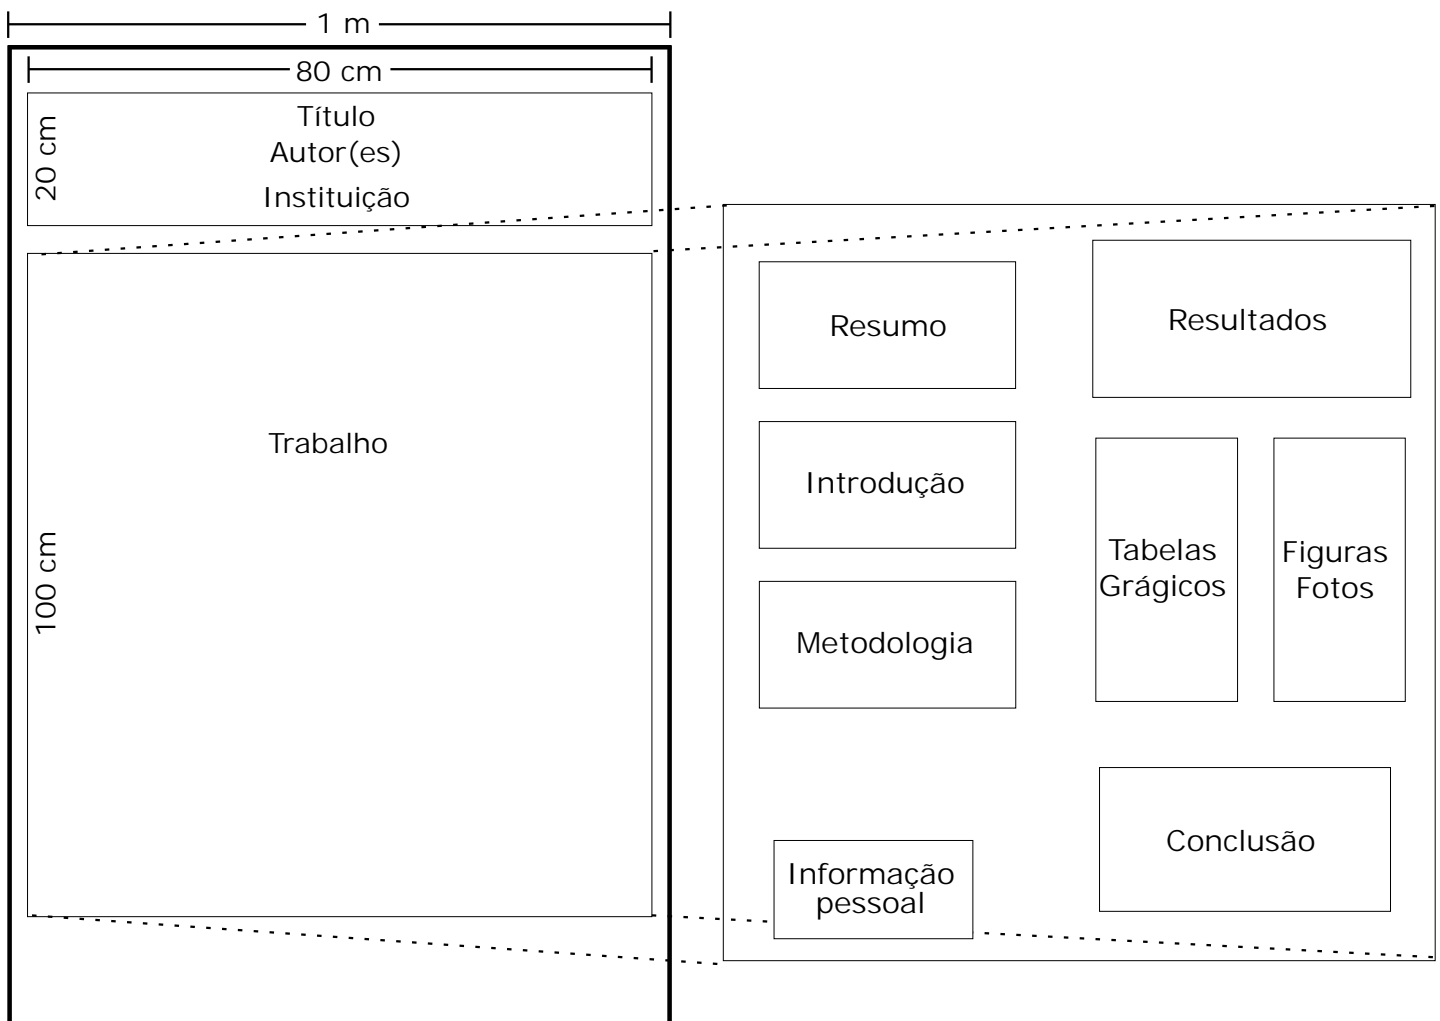 1 m
80 cm
20 cm
Título
Autor(es)
Instituição
Trabalho
100 cm
Resumo
Introdução
Metodologia
Informação
pessoal
Resultados
Tabelas
Grágicos
Figuras
Fotos
Conclusão